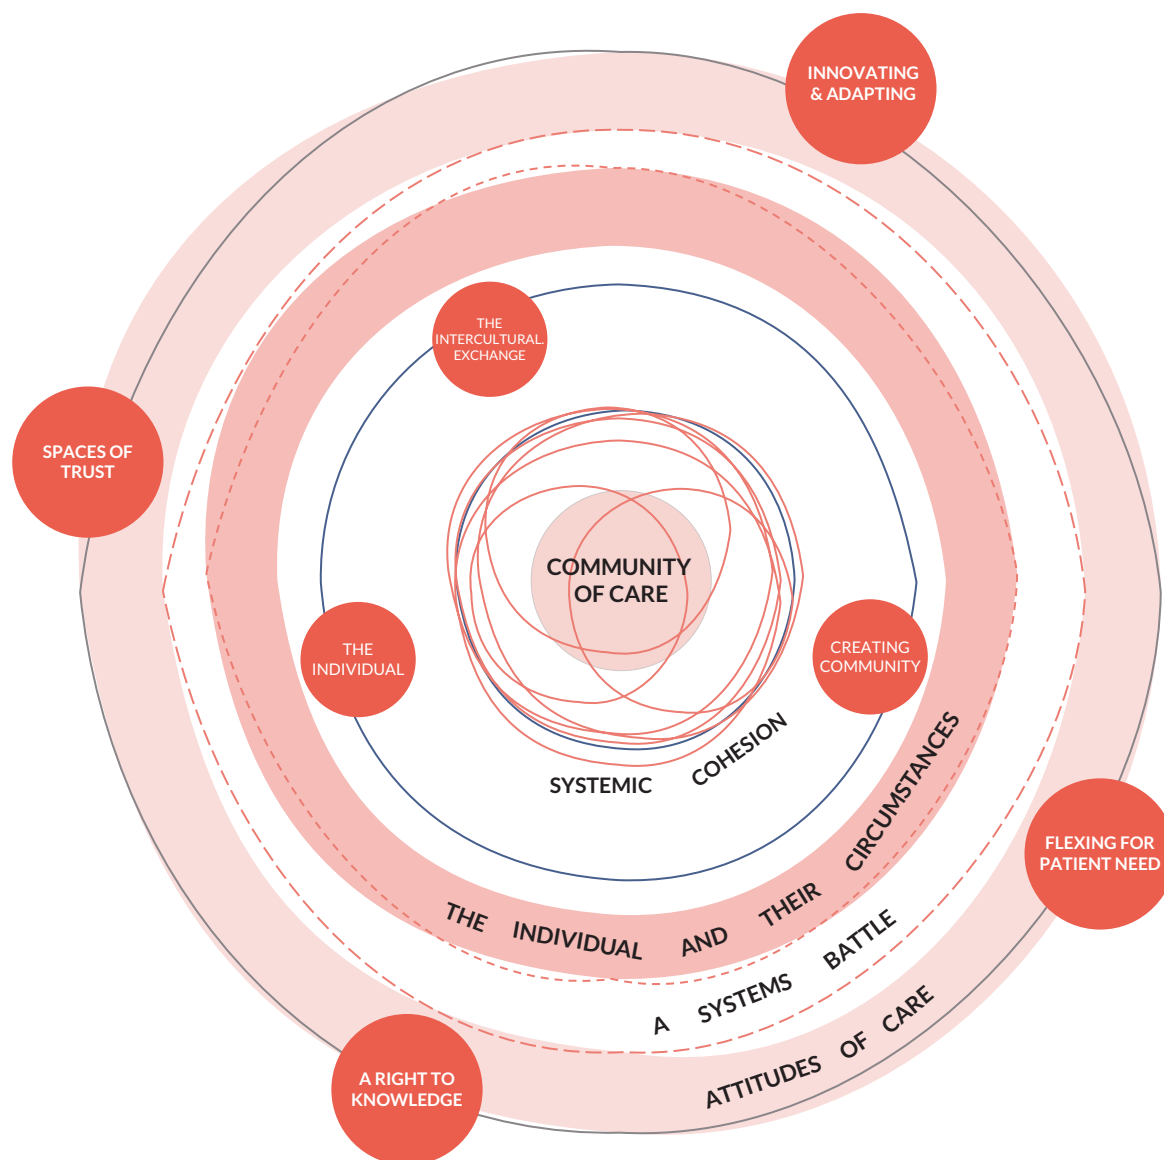 INNOVATING
& ADAPTING
THE
INTERCULTURAL.
EXCHANGE
SPACES OF
TRUST
COMMUNITY
OF CARE
THE
INDIVIDUAL
CREATING
COMMUNITY
SYSTEMIC COHESION
THE INDIVIDUAL AND THEIR CIRCUMSTANCES
A SYSTEMS BATTLE
ATTITUDES OF CARE
FLEXING FOR
PATIENT NEED
A RIGHT TO
KNOWLEDGE